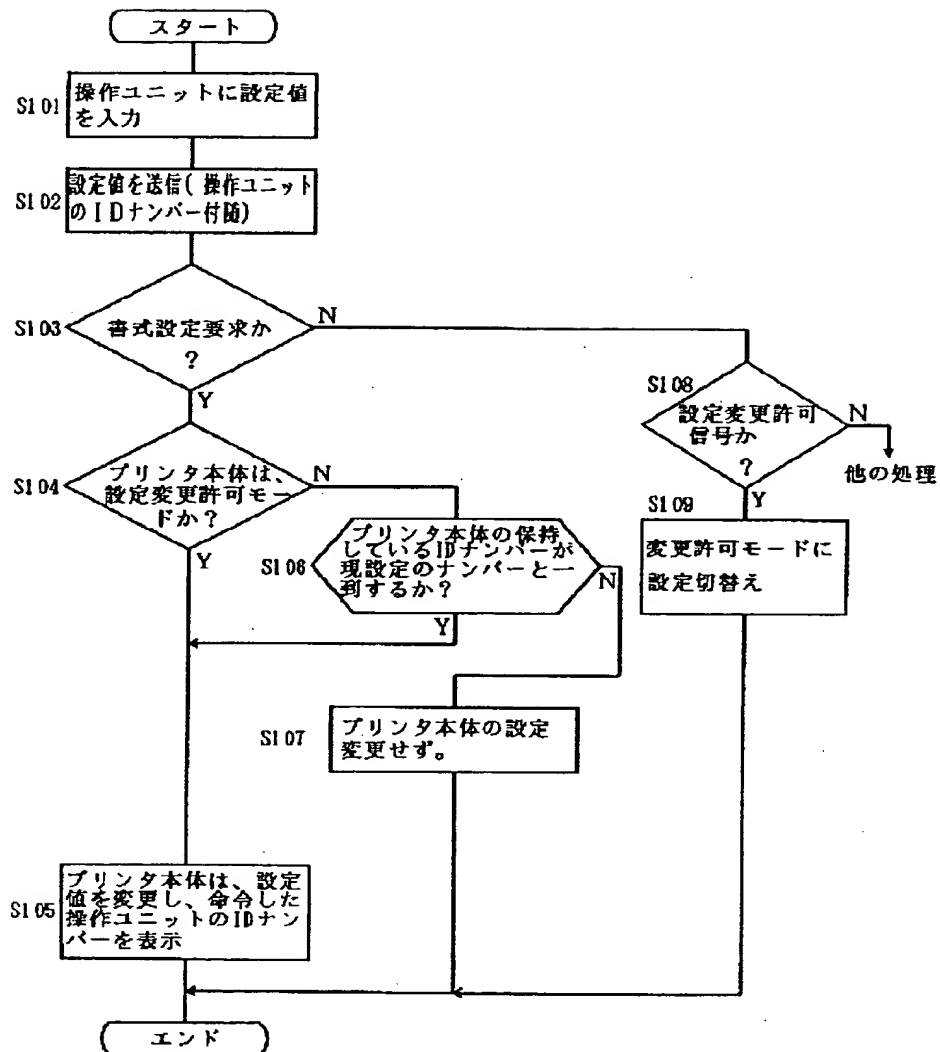 スタート
S101
操作ユニットに設定値
を入力
S102
設定値を送信(操作ユニット
のIDナンバー付随)
S103
書式設定要求か
?
N
Y
S108
設定変更許可
信号か
?
N
Y
他の処理
S104
プリンタ本体は、
設定変更許可モー
ドか?
N
Y
S109
変更許可モードに
設定切替え
S106
プリンタ本体の保持
しているIDナンバーが
現設定のナンバーと一
到するか?
N
Y
S107
プリンタ本体の設定
変更せず。
S105
プリンタ本体は、設定
値を変更し、命令した
操作ユニットのIDナン
バーを表示
エンド